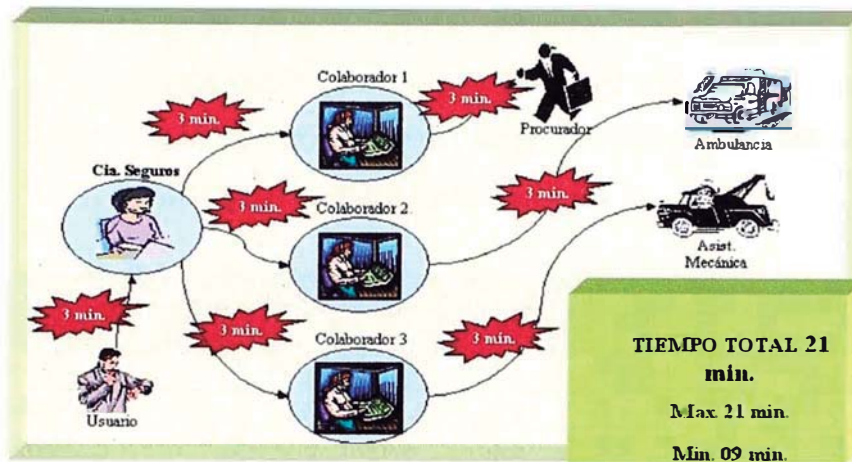 Colaborador 1
3 min.
3 min.
Procurador
Ambulancia
Cía. Seguros
3 min.
Colaborador 2
3 min.
Asist.
Mecánica
3 min.
3 min.
Colaborador 3
3 min.
Usuario
TIEMPO TOTAL 21
min.
Max. 21 min.
Min. 09 min.